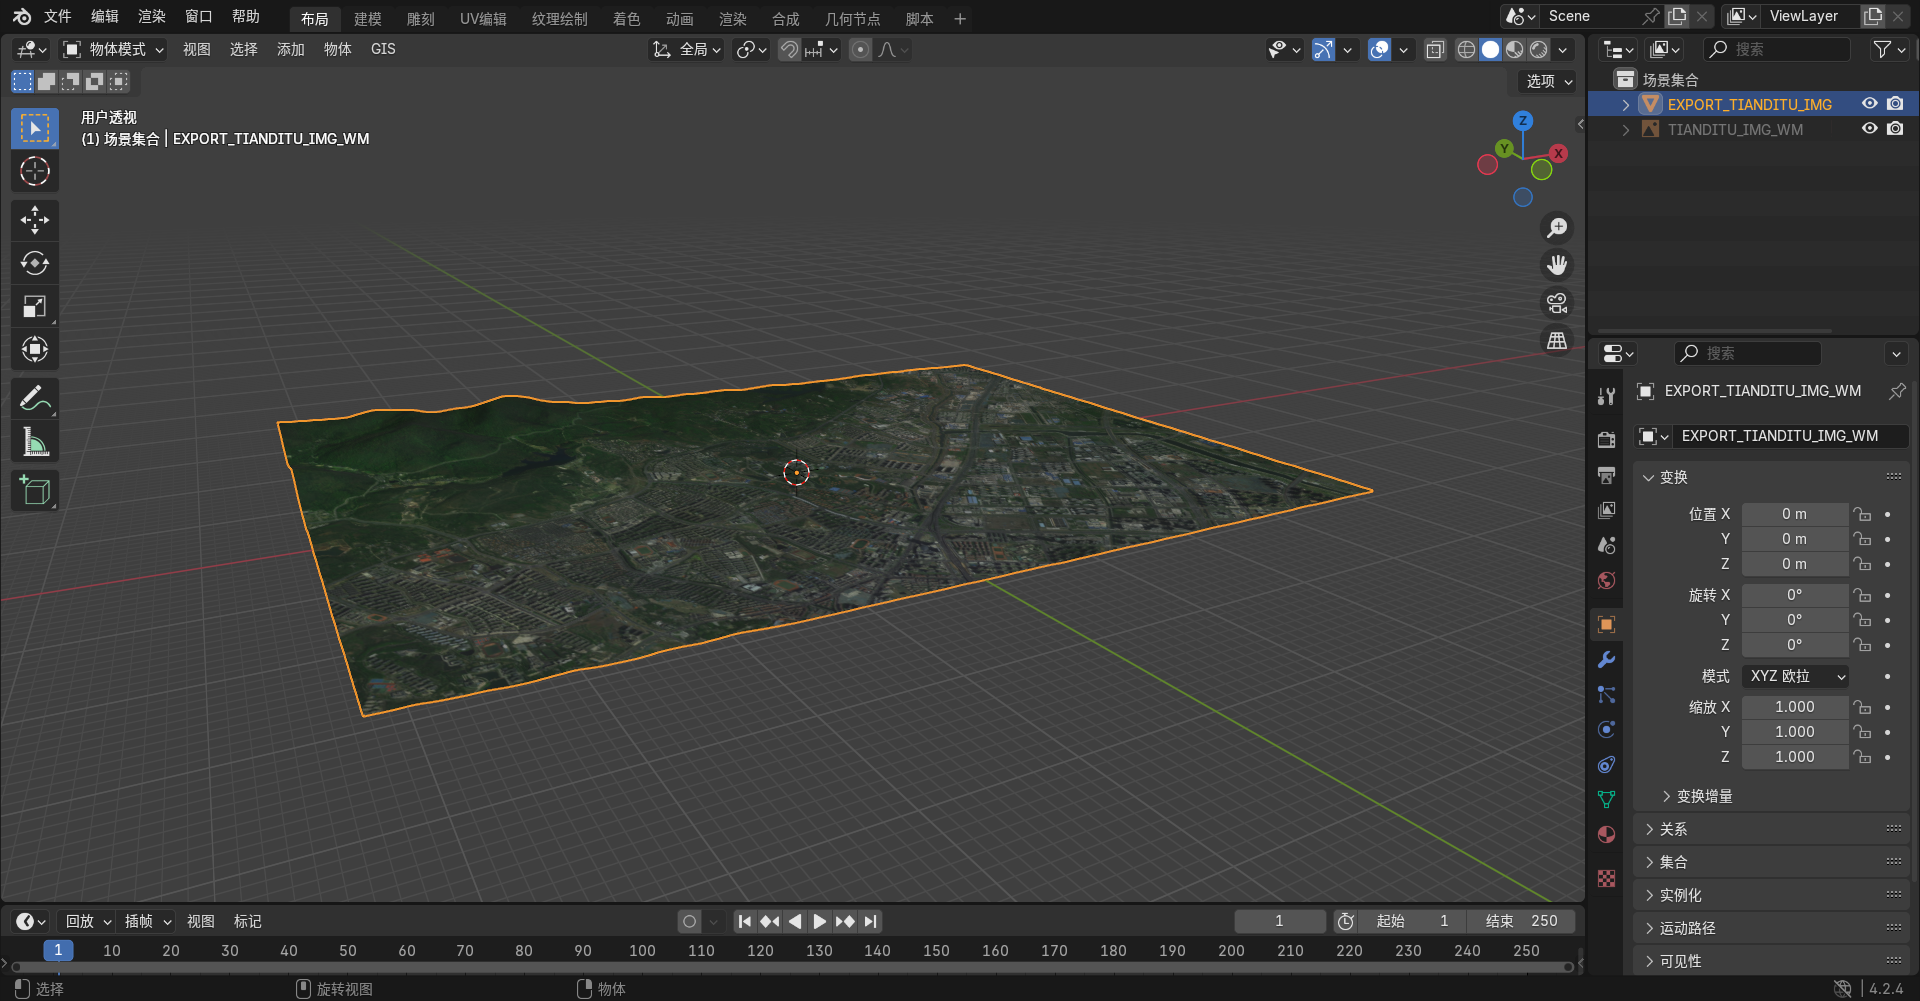 文件 编辑 渲染 窗口 帮助 布局 建模 雕刻 UV编辑 纹理绘制 着色 动画 渲染 合成 几何节点 脚本 + Scene ViewLayer
物体模式 视图 选择 添加 物体 GIS 全局 搜索
选项
用户透视
(1) 场景集合 | EXPORT_TIANDITU_IMG_WM
Z
Y
X
场景集合
EXPORT_TIANDITU_IMG
TIANDITU_IMG_WM
搜索
EXPORT_TIANDITU_IMG_WM
EXPORT_TIANDITU_IMG_WM
变换
位置 X 0 m
Y 0 m
Z 0 m
旋转 X 0°
Y 0°
Z 0°
模式 XYZ 欧拉
缩放 X 1.000
Y 1.000
Z 1.000
变换增量
关系
集合
实例化
运动路径
可见性
回放 插帧 视图 标记 1 起始 1 结束 250
1 10 20 30 40 50 60 70 80 90 100 110 120 130 140 150 160 170 180 190 200 210 220 230 240 250
选择 旋转视图 物体 4.2.4